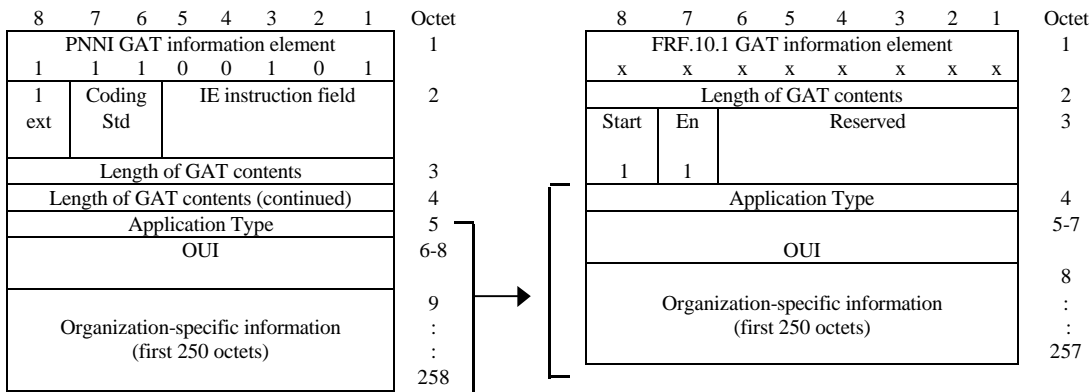 8 7 6 5 4 3 2 1 Octet
PNNI GAT information element 1
1 1 1 0 0 1 0 1
1 Coding IE instruction field 2
ext Std
Length of GAT contents 3
Length of GAT contents (continued) 4
Application Type 5
OUI 6-8
9
Organization-specific information :
(first 250 octets) :
258
8 7 6 5 4 3 2 1 Octet
FRF.10.1 GAT information element 1
x x x x x x x x
Length of GAT contents 2
Start En Reserved 3
1 1
Application Type 4
5-7
OUI
8
Organization-specific information :
(first 250 octets) :
257